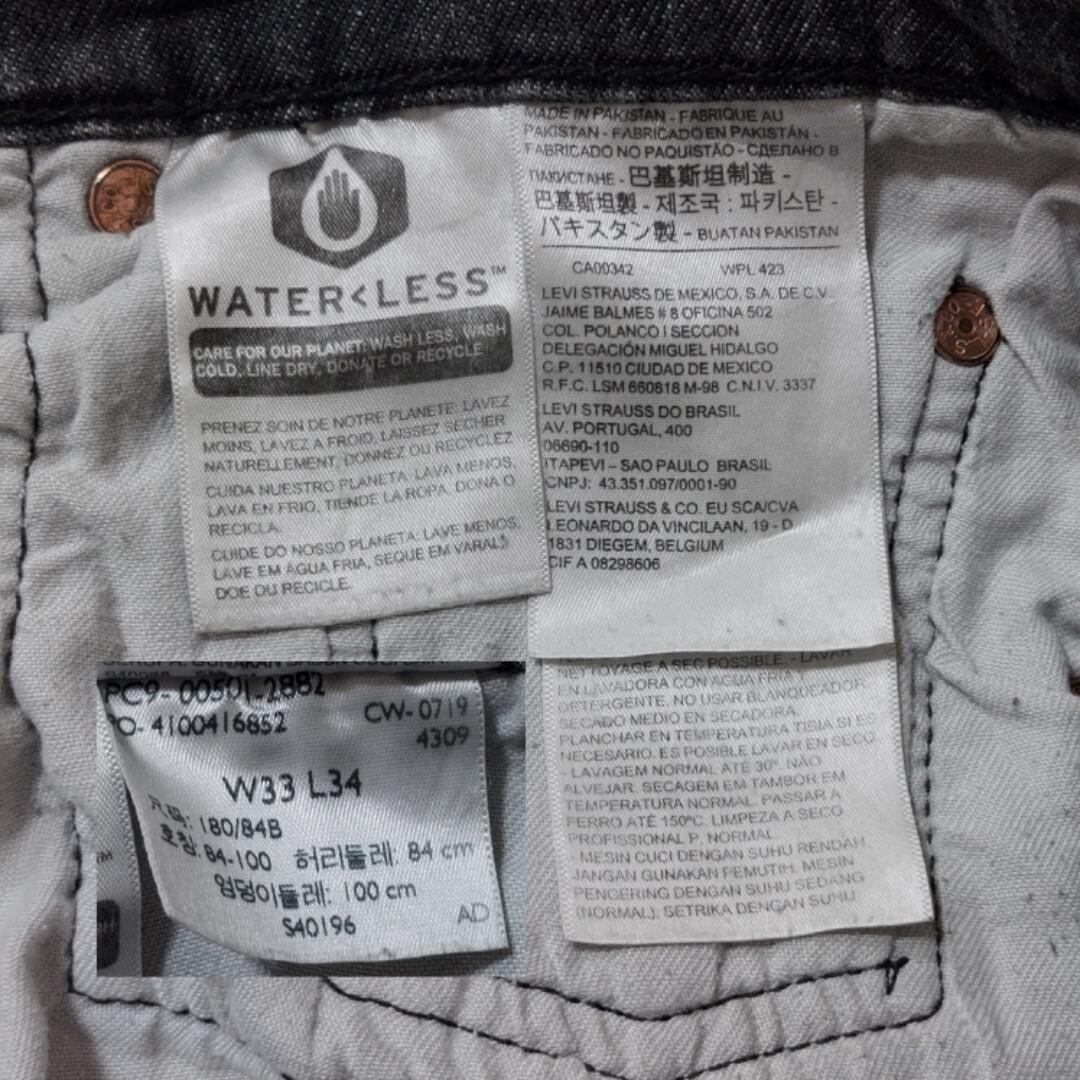 WATER<LESS™
CARE FOR OUR PLANET: WASH LESS, WASH
COLD, LINE DRY, DONATE OR RECYCLE
PRENEZ SOIN DE NOTRE PLANETE: LAVEZ
MOINS, LAVEZ A FROID, LAISSEZ SECHER
NATURELLEMENT, DONNEZ OU RECYCLEZ
CUIDA NUESTRO PLANETA: LAVA MENOS,
LAVA EN FRIO, TIENDE LA ROPA, DONA O
RECICLA.
CUIDE DO NOSSO PLANETA: LAVE MENOS,
LAVE EM ÁGUA FRIA, SEQUE EM VARAL,
DOE OU RECICLE.
MADE IN PAKISTAN - FABRIQUE AU
PAKISTAN - FABRICADO EN PAKISTÁN -
FABRICADO NO PAQUISTÃO - СДЕЛАНО В
ПАКИСТАНЕ - 巴基斯坦制造 -
巴基斯坦製 - 제조국 : 파키스탄 -
パキスタン製 - BUATAN PAKISTAN
CA00342 WPL 423
LEVI STRAUSS DE MEXICO, S.A. DE C.V.
JAIME BALMES # 8 OFICINA 502
COL. POLANCO I SECCION
DELEGACIÓN MIGUEL HIDALGO
C.P. 11510 CIUDAD DE MEXICO
R.F.C. LSM 660618 M-98 C.N.I.V. 3337
LEVI STRAUSS DO BRASIL
AV. PORTUGAL, 400
06690-110
ITAPEVI – SAO PAULO BRASIL
CNPJ: 43.351.097/0001-90
LEVI STRAUSS & CO. EU SCA/CVA
LEONARDO DA VINCILAAN, 19 - D
1831 DIEGEM, BELGIUM
CIF A 08298606
PC9- 00501-2882
PO- 4100416852 CW- 0719
4309
W33 L34
尺码: 180/84B
호칭: 84-100 허리둘레: 84 cm
엉덩이둘레: 100 cm
S40196 AD
NETTOYAGE A SEC POSSIBLE. - LAVAR
EN LAVADORA CON AGUA FRIA Y
DETERGENTE. NO USAR BLANQUEADOR.
SECADO MEDIO EN SECADORA.
PLANCHAR EN TEMPERATURA TIBIA SI ES
NECESARIO. ES POSIBLE LAVAR EN SECO
- LAVAGEM NORMAL ATÉ 30°. NÃO
ALVEJAR. SECAGEM EM TAMBOR EM
TEMPERATURA NORMAL. PASSAR A
FERRO ATÉ 150ºC. LIMPEZA A SECO
PROFISSIONAL P, NORMAL
- MESIN CUCI DENGAN SUHU RENDAH.
JANGAN GUNAKAN PEMUTIH. MESIN
PENGERING DENGAN SUHU SEDANG
(NORMAL). SETRIKA DENGAN SUHU